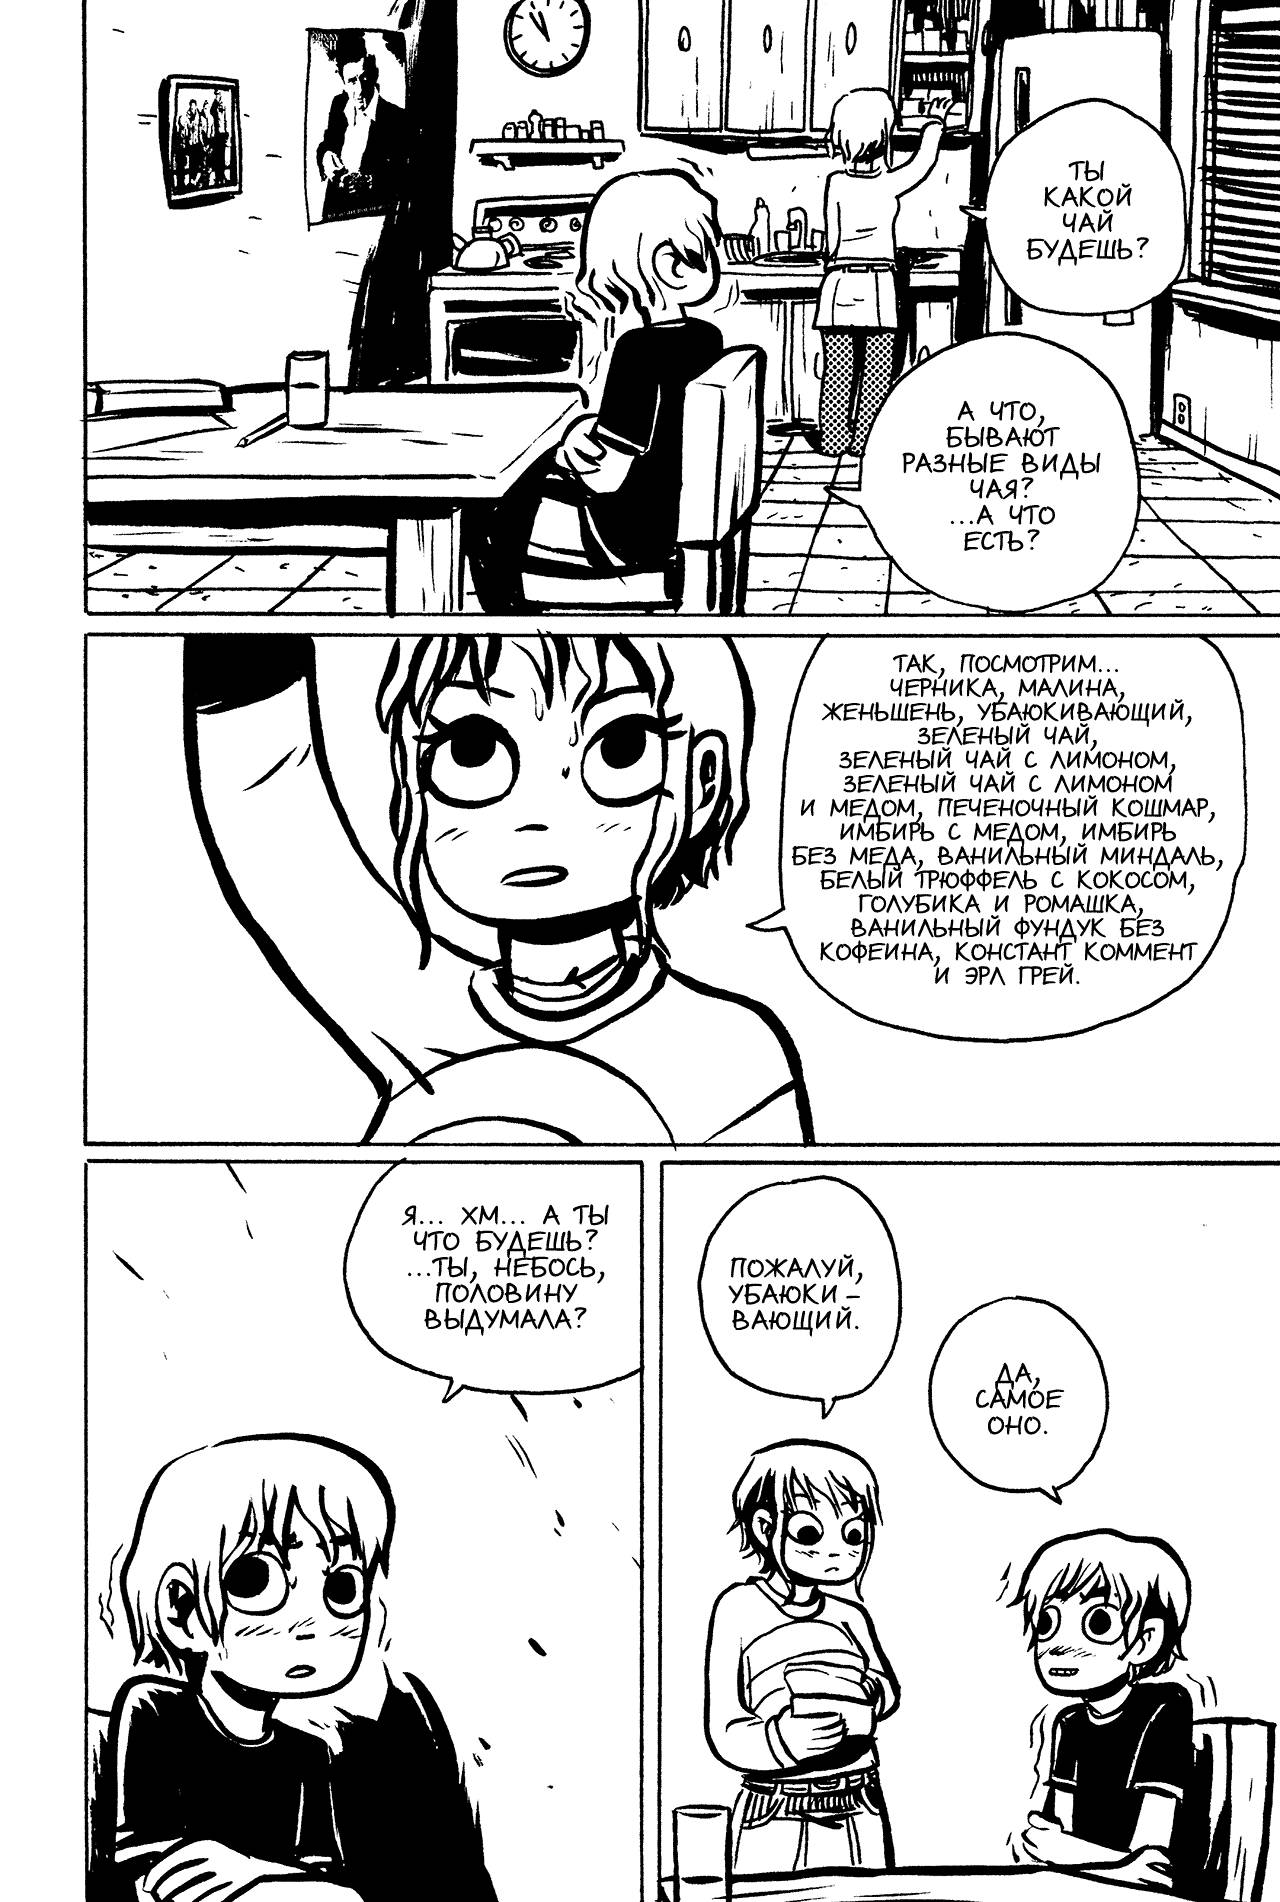 ТЫ
КАКОЙ
ЧАЙ
БУДЕШЬ?
А ЧТО,
БЫВАЮТ
РАЗНЫЕ ВИДЫ
ЧАЯ?
...А ЧТО
ЕСТЬ?
ТАК, ПОСМОТРИМ...
ЧЕРНИКА, МАЛИНА,
ЖЕНЬШЕНЬ, УБАЮКИВАЮЩИЙ,
ЗЕЛЕНЫЙ ЧАЙ,
ЗЕЛЕНЫЙ ЧАЙ С ЛИМОНОМ,
ЗЕЛЕНЫЙ ЧАЙ С ЛИМОНОМ
И МЕДОМ, ПЕЧЕНОЧНЫЙ КОШМАР,
ИМБИРЬ С МЕДОМ, ИМБИРЬ
БЕЗ МЕДА, ВАНИЛЬНЫЙ МИНДАЛЬ,
БЕЛЫЙ ТРЮФФЕЛЬ С КОКОСОМ,
ГОЛУБИКА И РОМАШКА,
ВАНИЛЬНЫЙ ФУНДУК БЕЗ
КОФЕИНА, КОНСТАНТ КОММЕНТ
И ЭРЛ ГРЕЙ.
Я... ХМ... А ТЫ
ЧТО БУДЕШЬ?
...ТЫ, НЕБОСЬ,
ПОЛОВИНУ
ВЫДУМАЛА?
ПОЖАЛУЙ,
УБАЮКИ –
ВАЮЩИЙ.
ДА,
САМОЕ
ОНО.